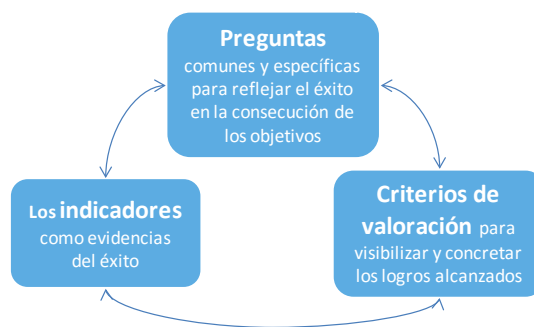 Preguntas
comunes y específicas
para reflejar el éxito
en la consecución de
los objetivos
Los indicadores
como evidencias
del éxito
Criterios de
valoración para
visibilizar y concretar
los logros alcanzados